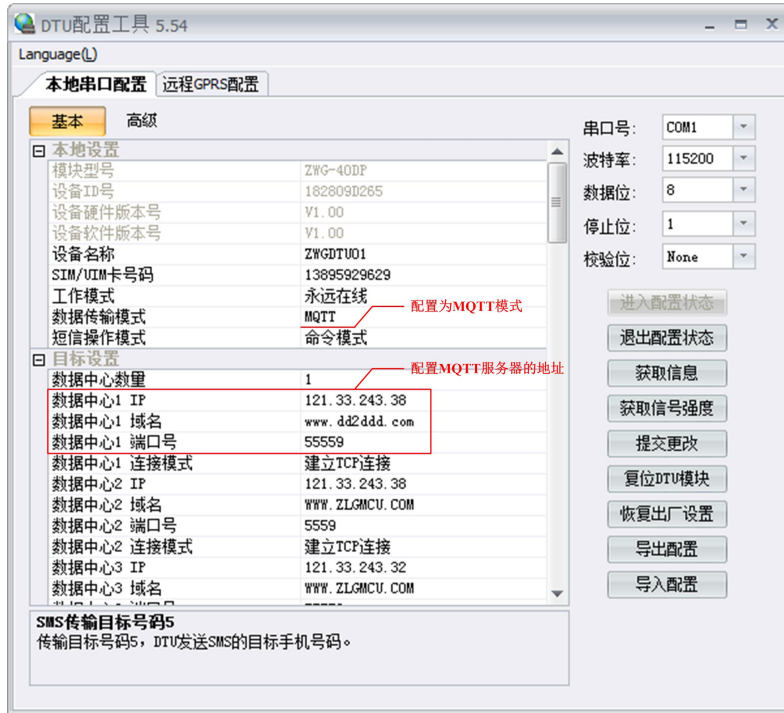 DTU配置工具 5.54
Language(L)
本地串口配置 远程GPRS配置
基本 高级
本地设置
模块型号 ZWG-40DP
设备ID号 182809D265
设备硬件版本号 V1.00
设备软件版本号 V1.00
设备名称 ZWGDTU01
SIM/UIM卡号码 13895929629
工作模式 永远在线
数据传输模式 MQTT
配置为MQTT模式
短信操作模式 命令模式
目标设置
配置MQTT服务器的地址
数据中心数量 1
数据中心1 IP 121.33.243.38
数据中心1 域名 www.dd2ddd.com
数据中心1 端口号 55559
数据中心1 连接模式 建立TCP连接
数据中心2 IP 121.33.243.38
数据中心2 域名 WWW.ZLGMCU.COM
数据中心2 端口号 5559
数据中心2 连接模式 建立TCP连接
数据中心3 IP 121.33.243.32
数据中心3 域名 WWW.ZLGMCU.COM
SMS传输目标号码5
传输目标号码5，DTU发送SMS的目标手机号码。
串口号: COM1
波特率: 115200
数据位: 8
停止位: 1
校验位: None
进入配置状态
退出配置状态
获取信息
获取信号强度
提交更改
复位DTU模块
恢复出厂设置
导出配置
导入配置